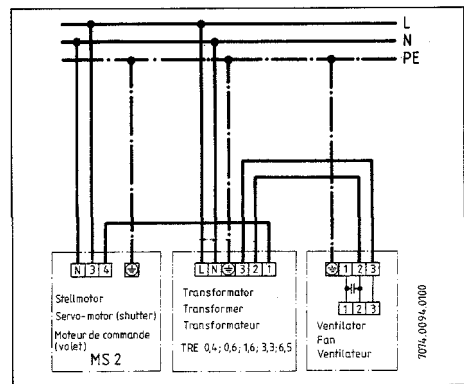 L
N
PE
N 3 4
L N 3 2 1
1 2 3
1 2 3
Stellmotor
Servo-motor (shutter)
Moteur de commande
(volet)
MS 2
Transformator
Transformer
Transformateur
TRE 0,4; 0,6; 1,6; 3,3; 6,5
Ventilator
Fan
Ventilateur
7074.0094.0100